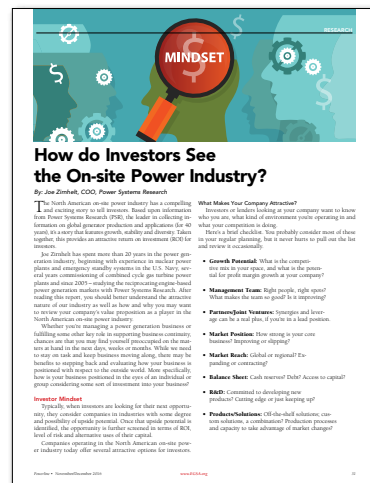 RESEARCH
MINDSET
How do Investors See
the On-site Power Industry?
By: Joe Zirnhelt, COO, Power Systems Research
The North American on-site power industry has a compelling
and exciting story to tell investors. Based upon information
from Power Systems Research (PSR), the leader in collecting in-
formation on global generator production and applications (for 40
years), it's a story that features growth, stability and diversity. Taken
together, this provides an attractive return on investment (ROI) for
investors.
Joe Zirnhelt has spent more than 20 years in the power gen-
eration industry, beginning with experience in nuclear power
plants and emergency standby systems in the U.S. Navy, sev-
eral years commissioning of combined cycle gas turbine power
plants and since 2005—studying the reciprocating engine-based
power generation markets with Power Systems Research. After
reading this report, you should better understand the attractive
nature of our industry as well as how and why you may want
to review your company's value proposition as a player in the
North American on-site power industry.
Whether you're managing a power generation business or
fulfilling some other key role in supporting business continuity,
chances are that you may find yourself preoccupied on the mat-
ters at hand in the next days, weeks or months. While we need
to stay on task and keep business moving along, there may be
benefits to stepping back and evaluating how your business is
positioned with respect to the outside world. More specifically,
how is your business positioned in the eyes of an individual or
group considering some sort of investment into your business?
Investor Mindset
Typically, when investors are looking for their next opportu-
nity, they consider companies in industries with some degree
and possibility of upside potential. Once that upside potential is
identified, the opportunity is further screened in terms of ROI,
level of risk and alternative uses of their capital.
Companies operating in the North American on-site pow-
er industry today offer several attractive options for investors.
What Makes Your Company Attractive?
Investors or lenders looking at your company want to know
who you are, what kind of environment you're operating in and
what your competition is doing.
Here's a brief checklist. You probably consider most of these
in your regular planning, but it never hurts to pull out the list
and review it occasionally.
• Growth Potential: What is the competi-
tive mix in your space, and what is the poten-
tial for profit margin growth at your company?
• Management Team: Right people, right spots?
What makes the team so good? Is it improving?
• Partners/Joint Ventures: Synergies and lever-
age can be a real plus, if you're in a lead position.
• Market Position: How strong is your core
business? Improving or slipping?
• Market Reach: Global or regional? Ex-
panding or contracting?
• Balance Sheet: Cash reserves? Debt? Access to capital?
• R&D: Committed to developing new
products? Cutting edge or just keeping up?
• Products/Solutions: Off-the-shelf solutions; cus-
tom solutions, a combination? Production processes
and capacity to take advantage of market changes?
Powerline • November/December 2016
www.EGSA.org